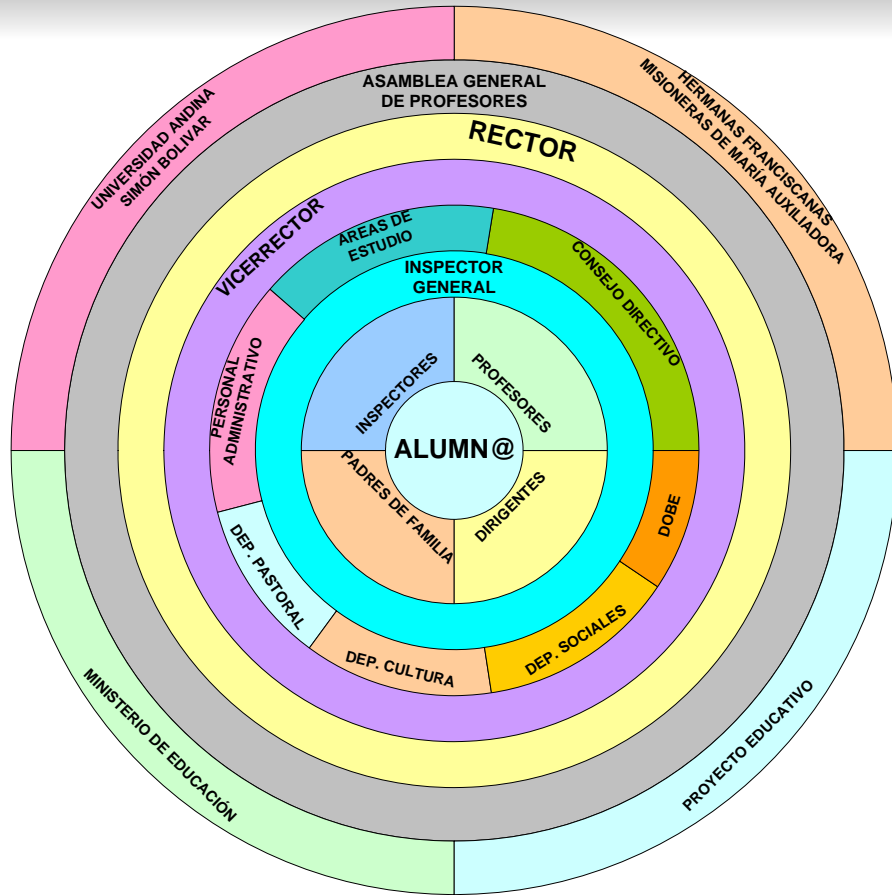 UNIVERSIDAD ANDINA
SIMÓN BOLIVAR
HERMANAS FRANCISCANAS
MISIONERAS DE MARÍA AUXILIADORA
ASAMBLEA GENERAL
DE PROFESORES
RECTOR
VICERRECTOR
AREAS DE
ESTUDIO
CONSEJO DIRECTIVO
INSPECTOR
GENERAL
PERSONAL
ADMINISTRATIVO
INSPECTORES
PROFESORES
ALUMN@
PADRES DE FAMILIA
DIRIGENTES
DOBE
DEP. PASTORAL
DEP. CULTURA
DEP. SOCIALES
MINISTERIO DE EDUCACIÓN
PROYECTO EDUCATIVO